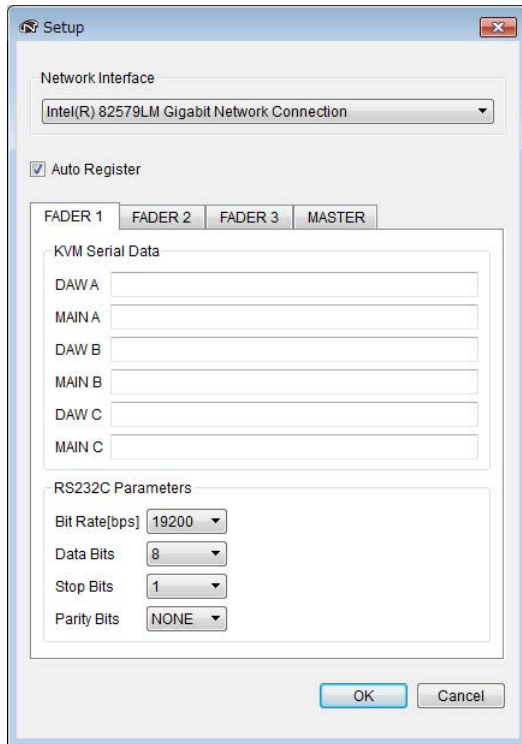 Setup
Network Interface
Intel(R) 82579LM Gigabit Network Connection
Auto Register
FADER 1 FADER 2 FADER 3 MASTER
KVM Serial Data
DAW A
MAIN A
DAW B
MAIN B
DAW C
MAIN C
RS232C Parameters
Bit Rate[bps] 19200
Data Bits 8
Stop Bits 1
Parity Bits NONE
OK Cancel